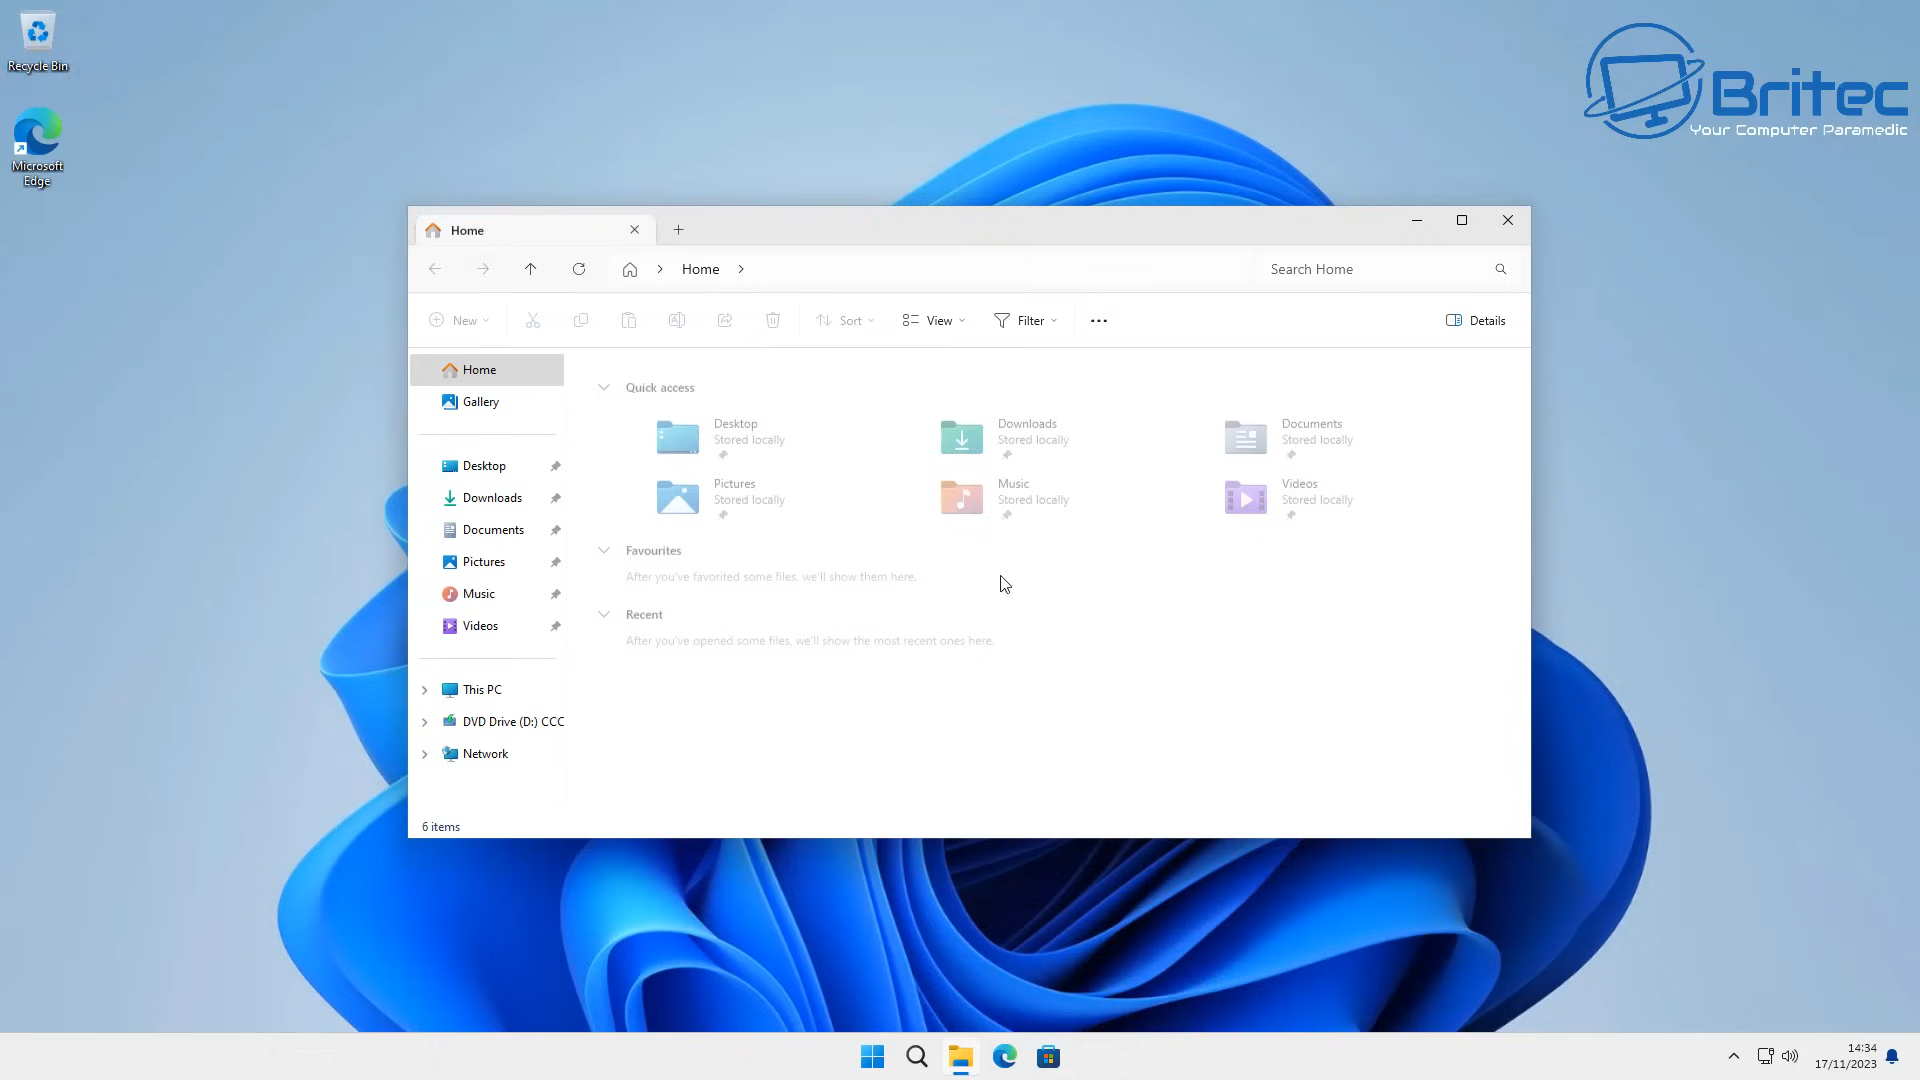 Recycle Bin
Microsoft
Edge
Britec
Your Computer Paramedic
Home
Home
Search Home
New
Sort
View
Filter
Details
Home
Gallery
Desktop
Downloads
Documents
Pictures
Music
Videos
This PC
DVD Drive (D:) CCC
Network
Quick access
Desktop
Stored locally
Downloads
Stored locally
Documents
Stored locally
Pictures
Stored locally
Music
Stored locally
Videos
Stored locally
Favourites
After you've favorited some files, we'll show them here.
Recent
After you've opened some files, we'll show the most recent ones here.
6 items
14:34
17/11/2023